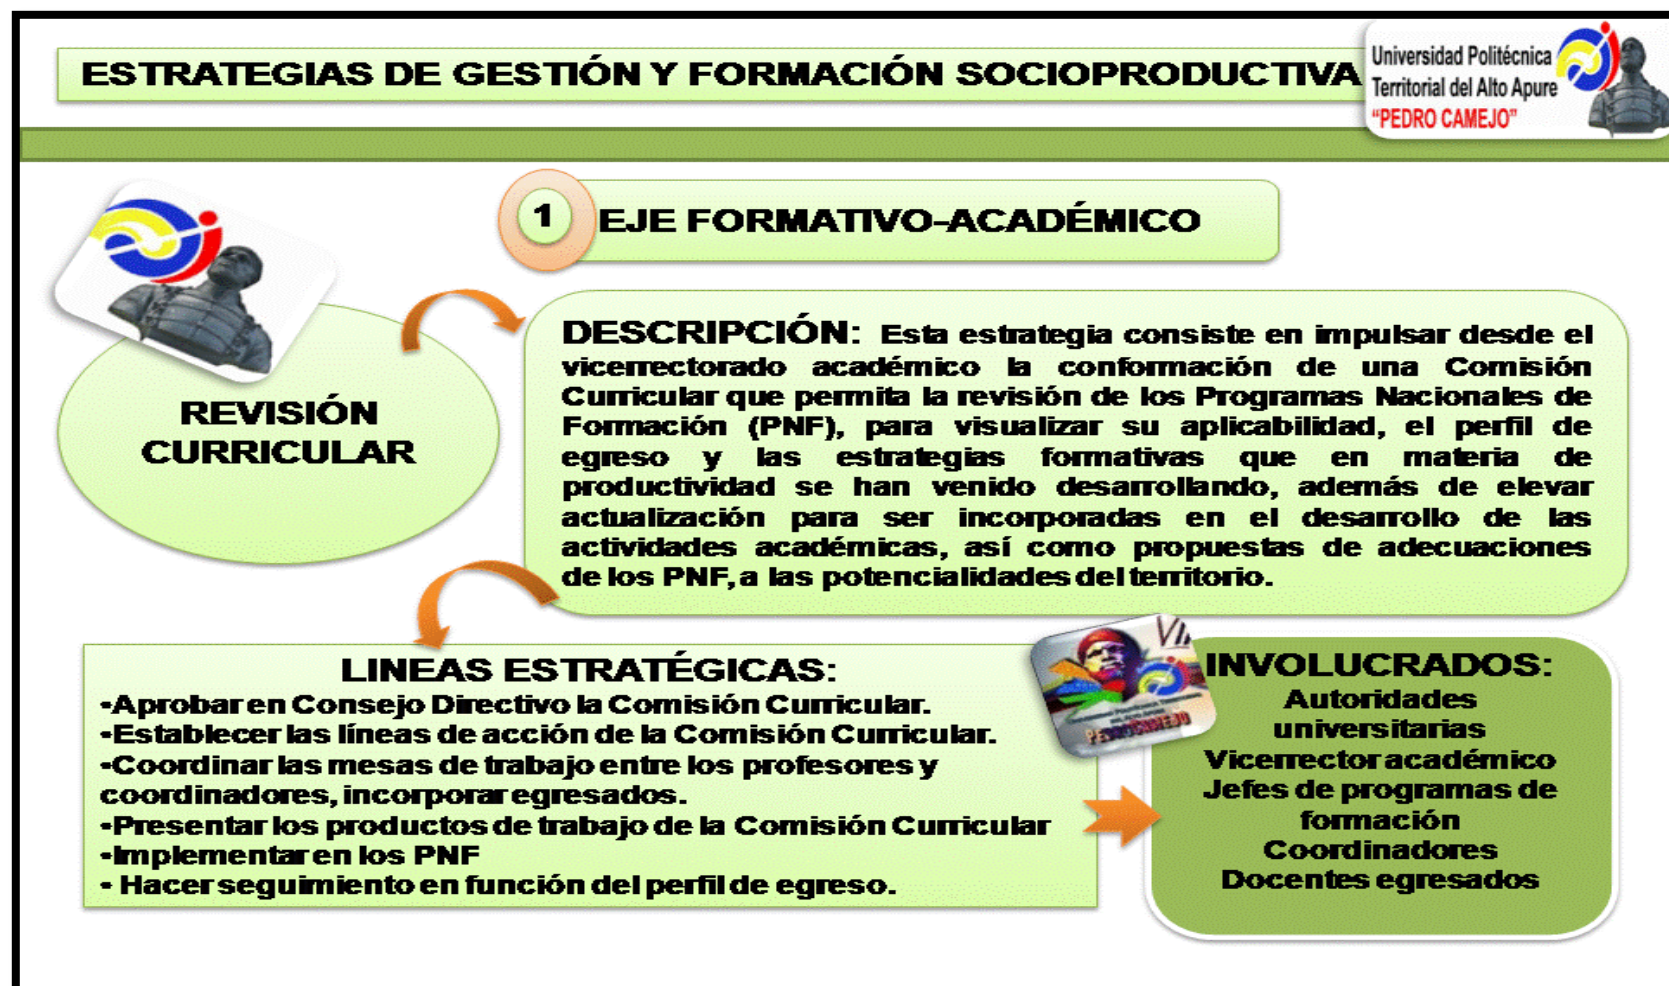 ESTRATEGIAS DE GESTIÓN Y FORMACIÓN SOCIOPRODUCTIVA
Universidad Politécnica
Territorial del Alto Apure
“PEDRO CAMEJO”
1
EJE FORMATIVO-ACADÉMICO
REVISIÓN
CURRICULAR
DESCRIPCIÓN: Esta estrategia consiste en impulsar desde el
vicerrectorado académico la conformación de una Comisión
Curricular que permita la revisión de los Programas Nacionales de
Formación (PNF), para visualizar su aplicabilidad, el perfil de
egreso y las estrategias formativas que en materia de
productividad se han venido desarrollando, además de elevar
actualización para ser incorporadas en el desarrollo de las
actividades académicas, así como propuestas de adecuaciones
de los PNF, a las potencialidades del territorio.
LINEAS ESTRATÉGICAS:
•Aprobar en Consejo Directivo la Comisión Curricular.
•Establecer las líneas de acción de la Comisión Curricular.
•Coordinar las mesas de trabajo entre los profesores y
coordinadores, incorporar egresados.
•Presentar los productos de trabajo de la Comisión Curricular
•Implementar en los PNF
• Hacer seguimiento en función del perfil de egreso.
PEDRO CAMEJO
INVOLUCRADOS:
Autoridades
universitarias
Vicerrector académico
Jefes de programas de
formación
Coordinadores
Docentes egresados